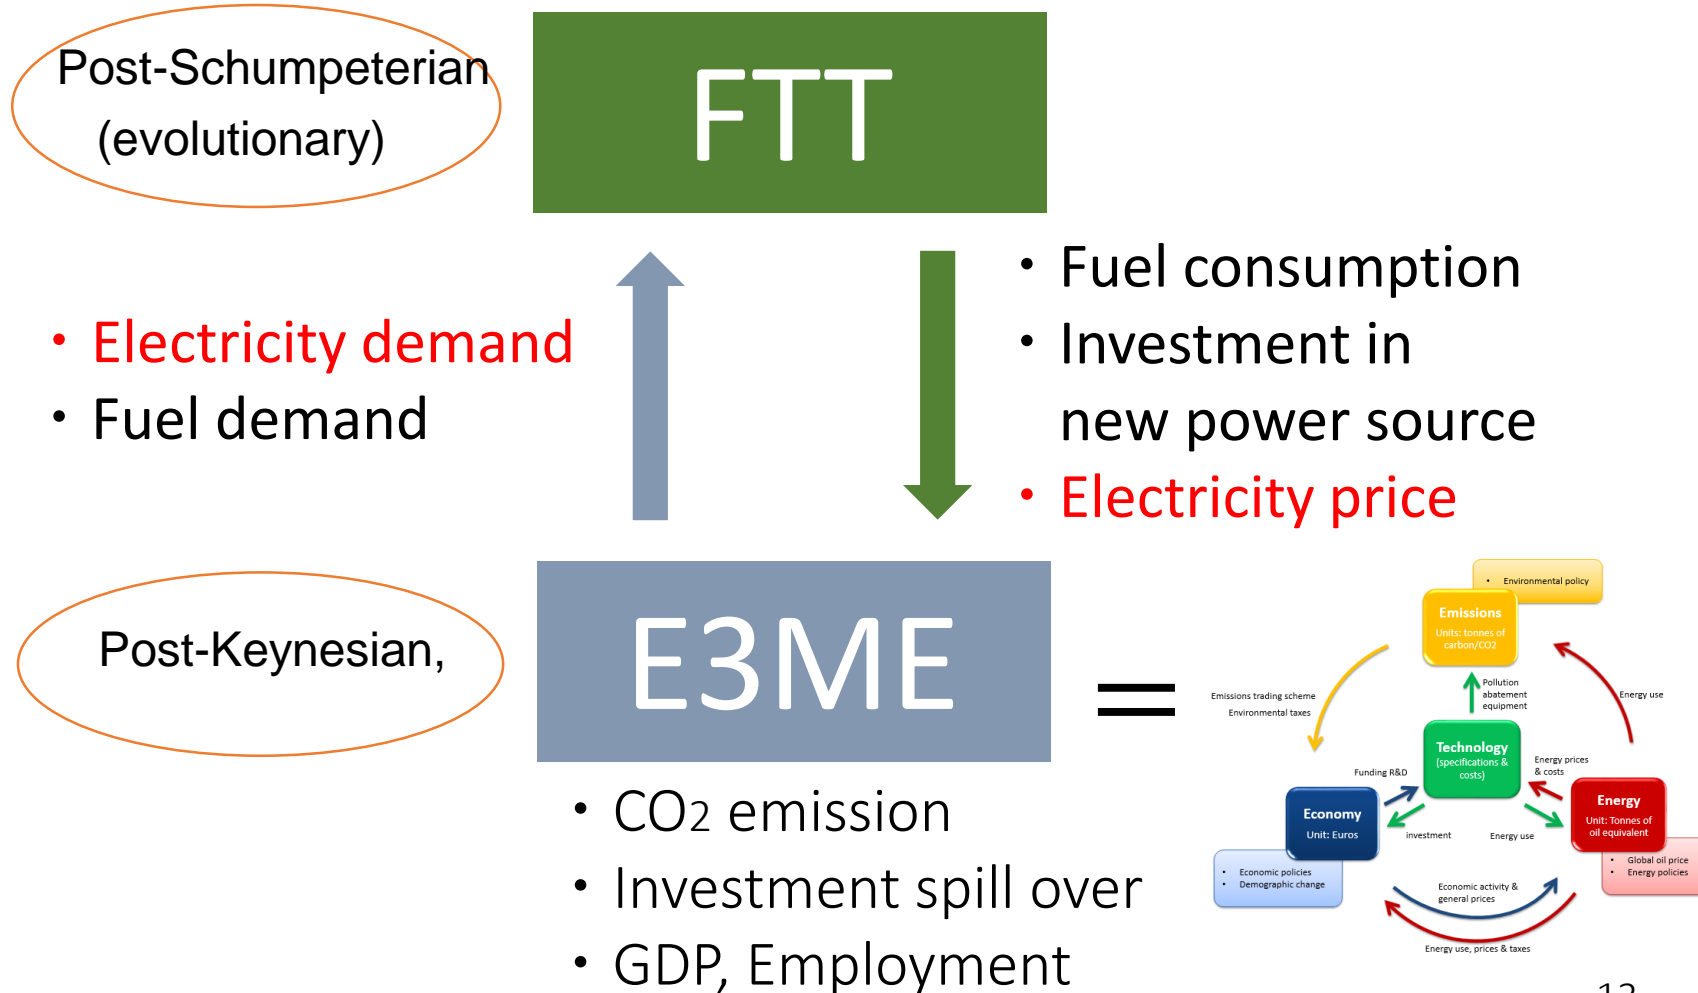 Post-Schumpeterian
(evolutionary)
FTT
・Electricity demand
・Fuel demand
・Fuel consumption
・Investment in
new power source
・Electricity price
Post-Keynesian,
E3ME
=
・CO2 emission
・Investment spill over
・GDP, Employment
• Environmental policy
Emissions
Units: tonnes of
carbon/CO2
Emissions trading scheme
Environmental taxes
Pollution
abatement
equipment
Energy use
Technology
(specifications &
costs)
Funding R&D
Energy prices
& costs
Economy
Unit: Euros
investment
Energy use
Energy
Unit: Tonnes of
oil equivalent
• Economic policies
• Demographic change
• Global oil price
• Energy policies
Economic activity &
general prices
Energy use, prices & taxes